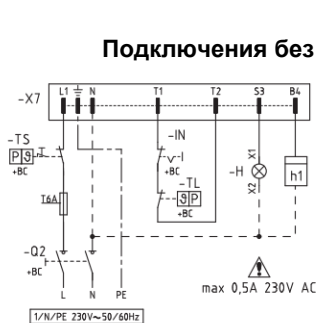 Подключения без
L1 N T1 T2 S3 B4
-X7
-TS
P ϑ
+BC
-IN
+BC
-TL
ϑ P
+BC
X1
-H
X2
h1
T6A
-Q2
+BC
L N PE
max 0,5A 230V AC
1/N/PE 230V~50/60Hz